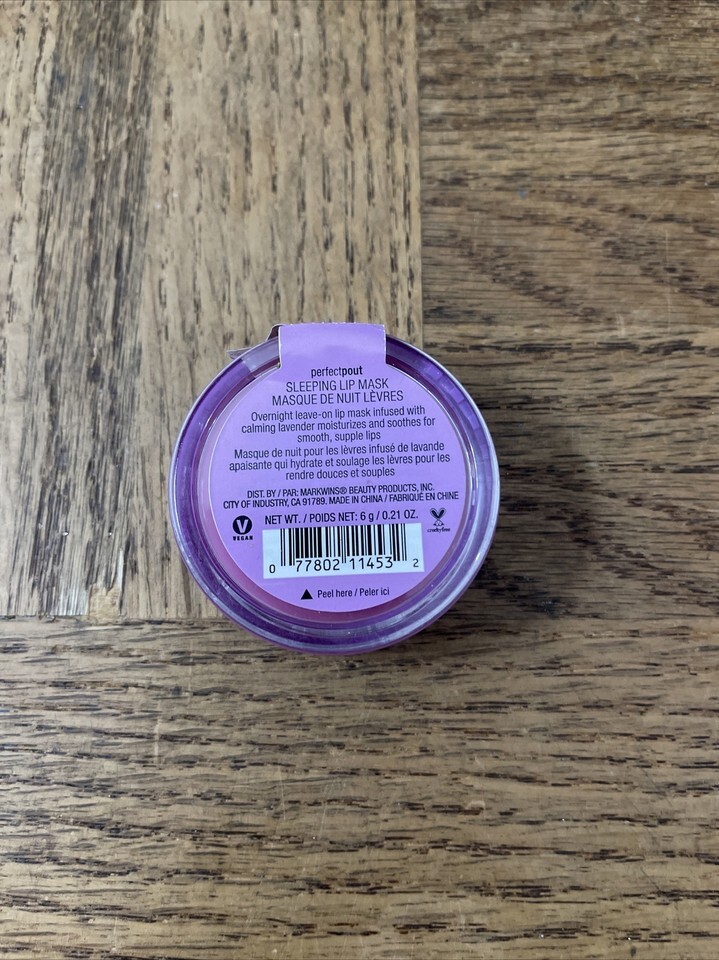 perfectpout
SLEEPING LIP MASK
MASQUE DE NUIT LÈVRES
Overnight leave-on lip mask infused with
calming lavender moisturizes and soothes for
smooth, supple lips
Masque de nuit pour les lèvres infusé de lavande
apaisante qui hydrate et soulage les lèvres pour les
rendre douces et souples
DIST. BY / PAR: MARKWINS® BEAUTY PRODUCTS, INC.
CITY OF INDUSTRY, CA 91789. MADE IN CHINA / FABRIQUÉ EN CHINE
NET WT. / POIDS NET: 6 g / 0.21 OZ.
V
VEGAN
crueltyfree
0 77802 11453 2
Peel here / Peler ici